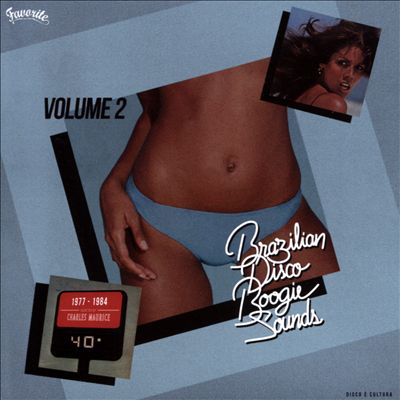 Favorite
VOLUME 2
Brazilian
Disco
Boogie
Sounds
1977 - 1984
CHARLES MAURICE
40°
DISCO É CULTURA